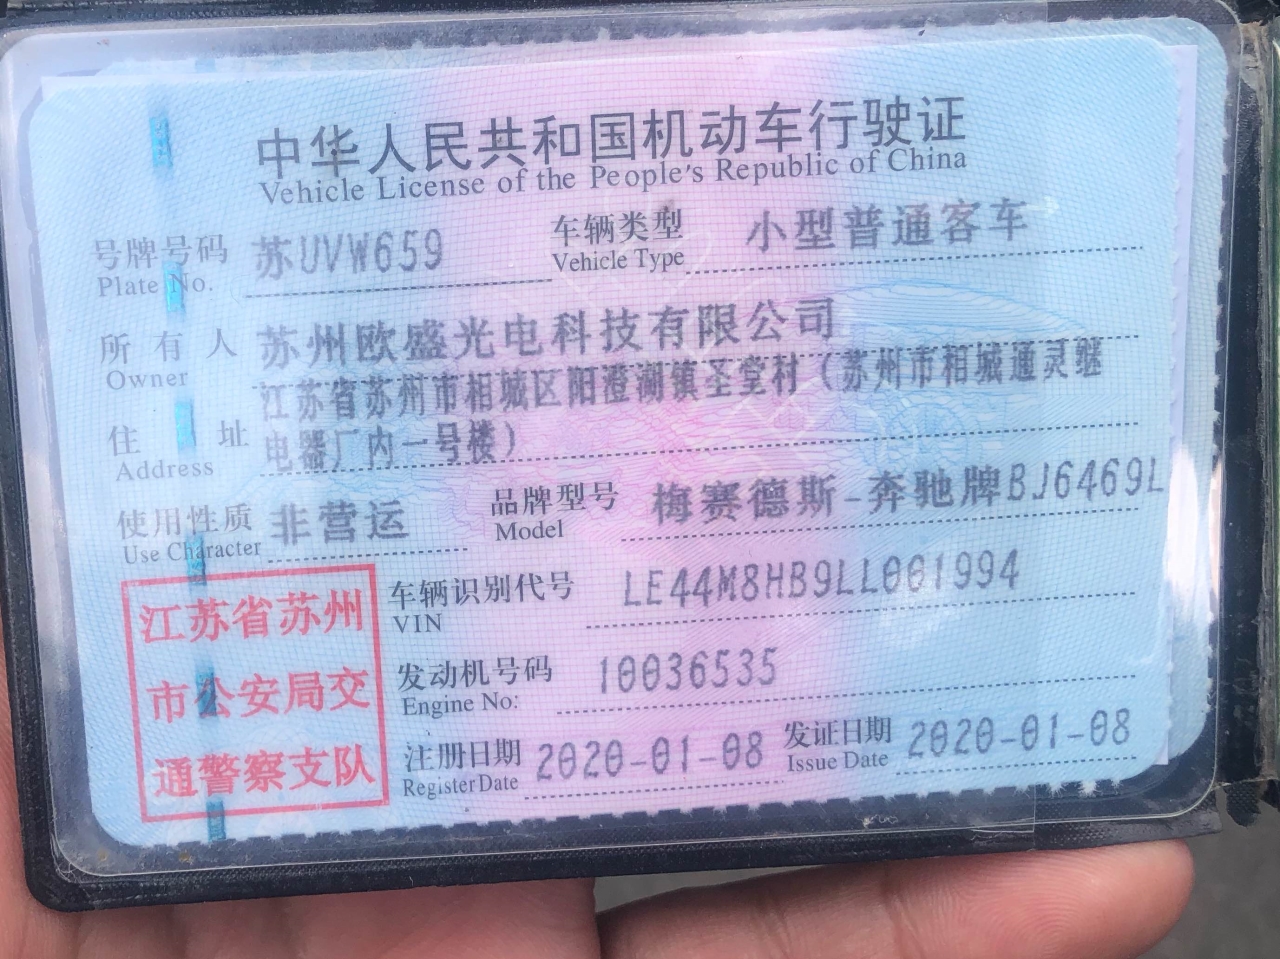 中华人民共和国机动车行驶证
Vehicle License of the People's Republic of China
号牌号码 苏UVW659 车辆类型 小型普通客车
Plate No. Vehicle Type
所有人 苏州欧盛光电科技有限公司
Owner
江苏省苏州市相城区阳澄湖镇圣堂村（苏州市相城通灵继
住址 电器厂内一号楼）
Address
使用性质 非营运 品牌型号 梅赛德斯-奔驰牌BJ6469L
Use Character Model
江苏省苏州
市公安局交
通警察支队
车辆识别代号 LE44M8HB9LL001994
VIN
发动机号码 10036535
Engine No:
注册日期 2020-01-08 发证日期 2020-01-08
Register Date Issue Date